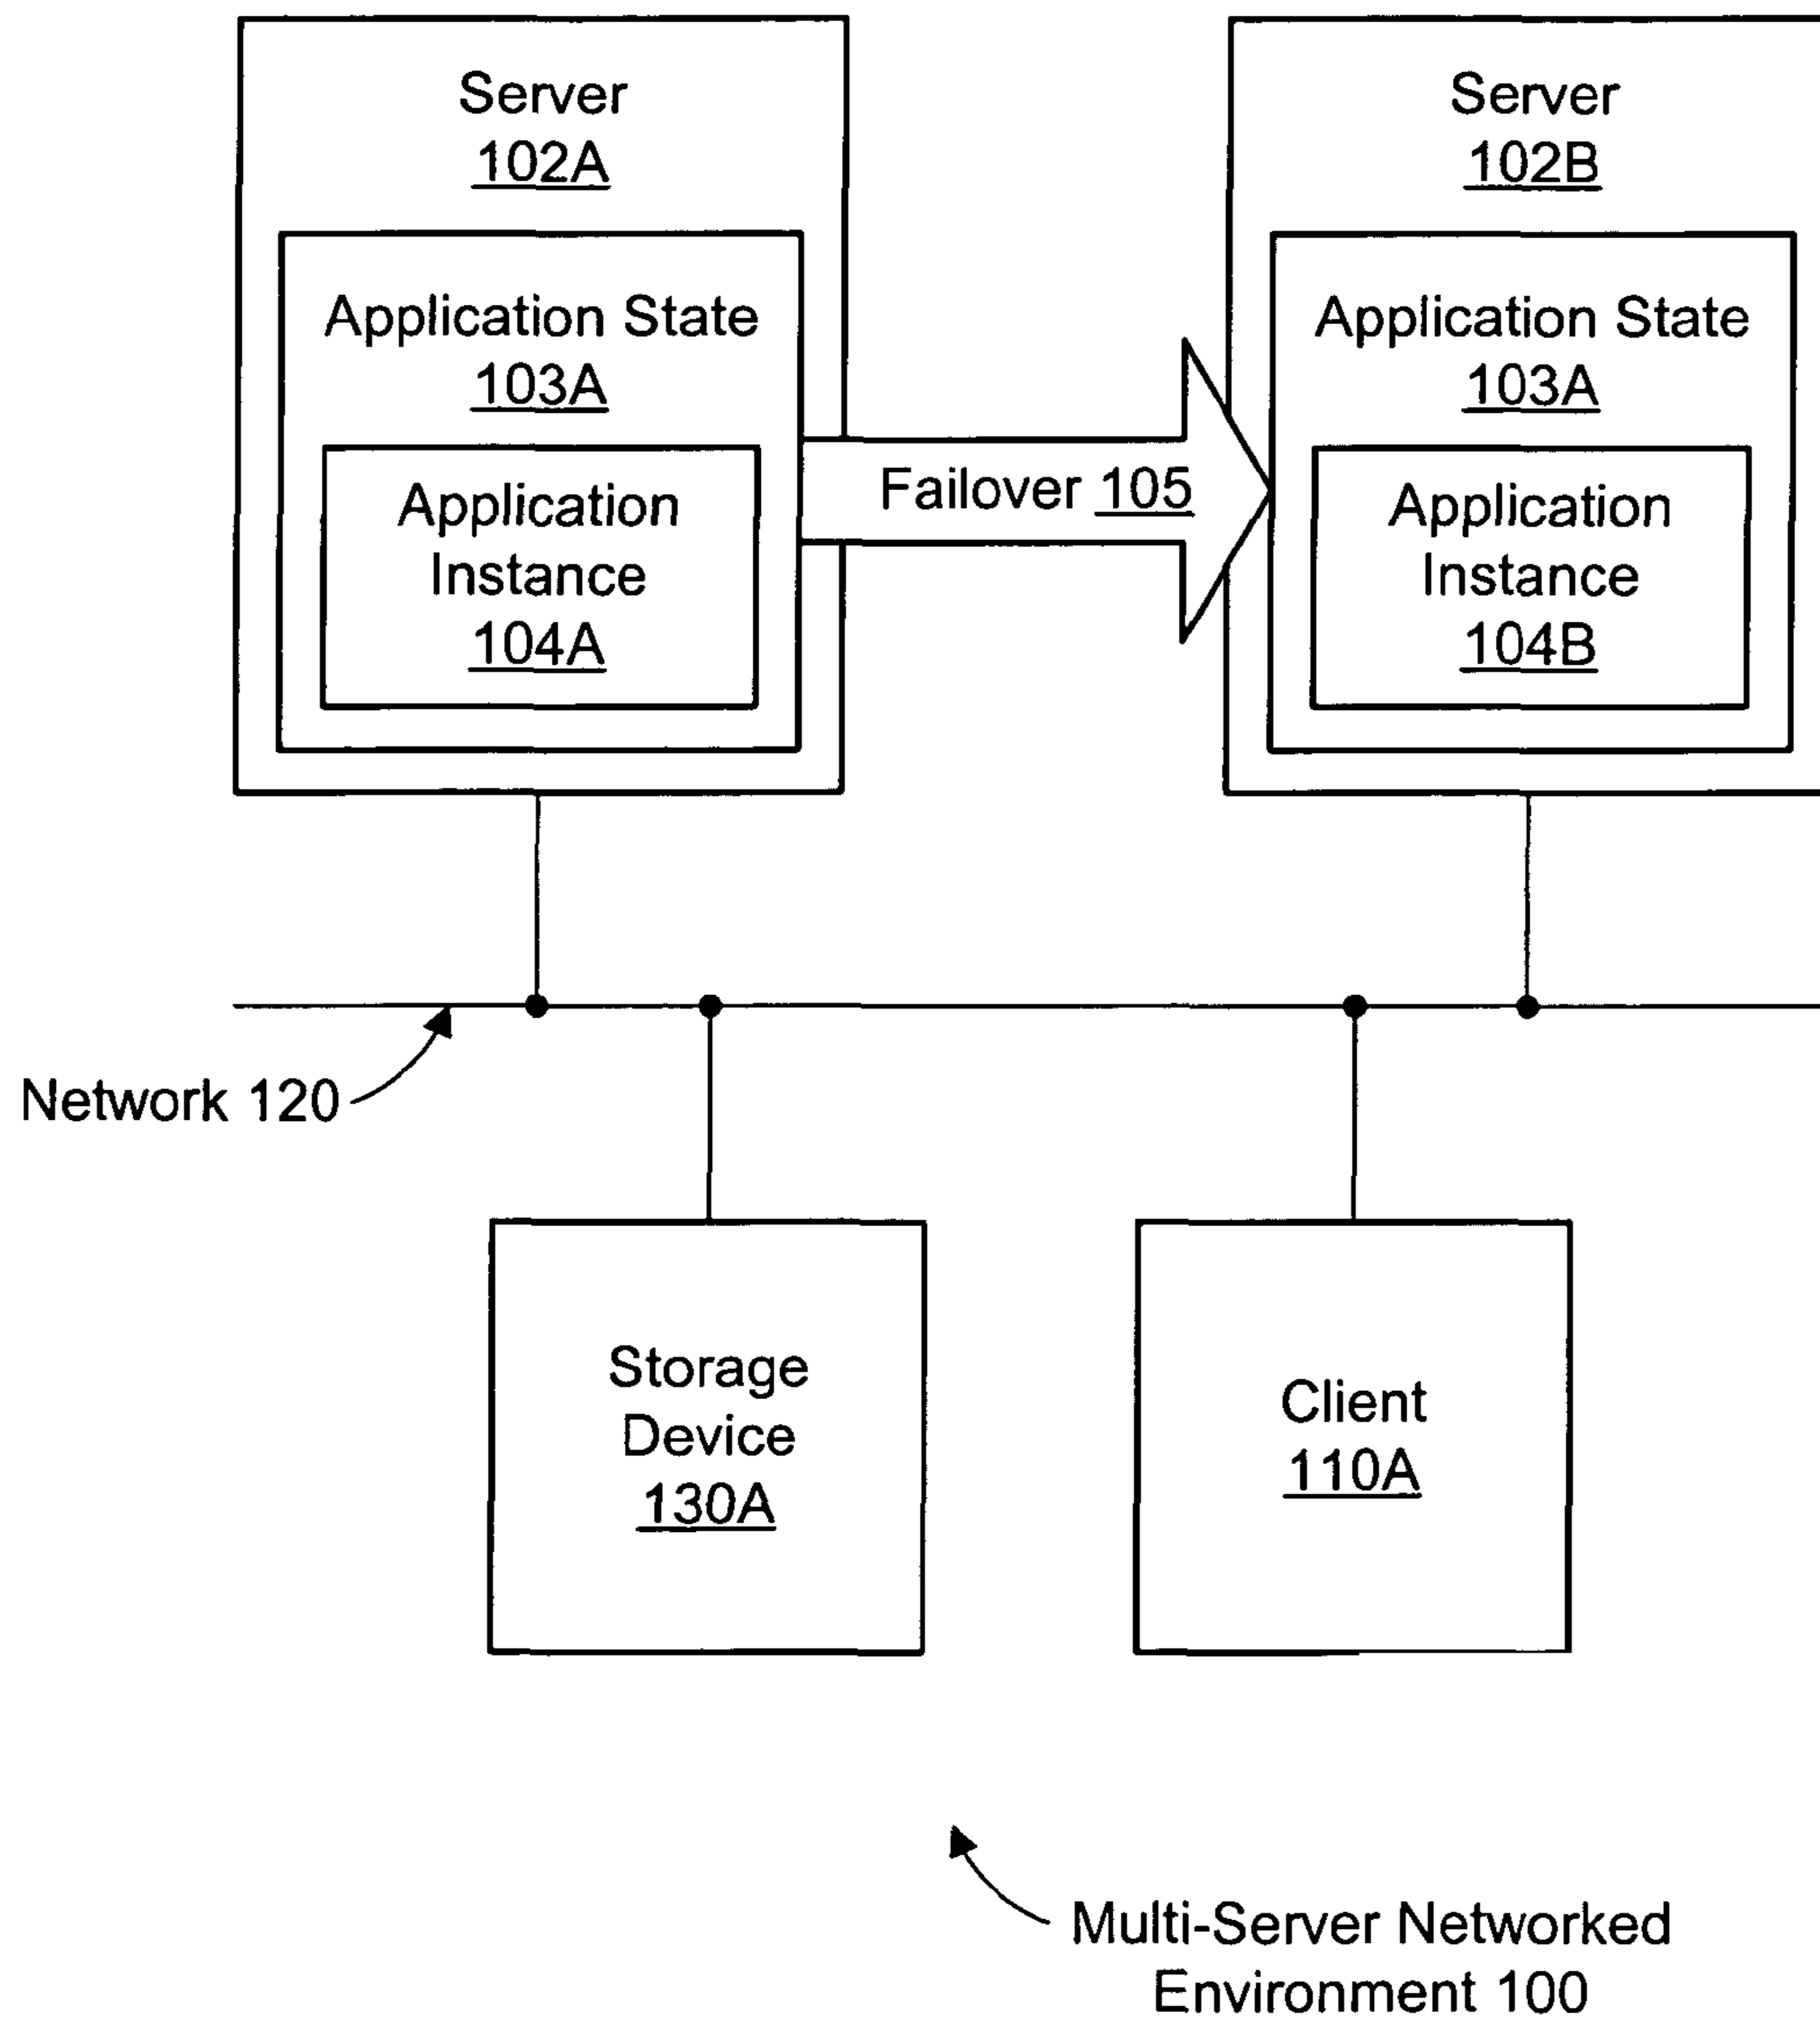 Server
102A
Application State
103A
Application
Instance
104A
Failover 105
Server
102B
Application State
103A
Application
Instance
104B
Network 120
Storage
Device
130A
Client
110A
Multi-Server Networked
Environment 100